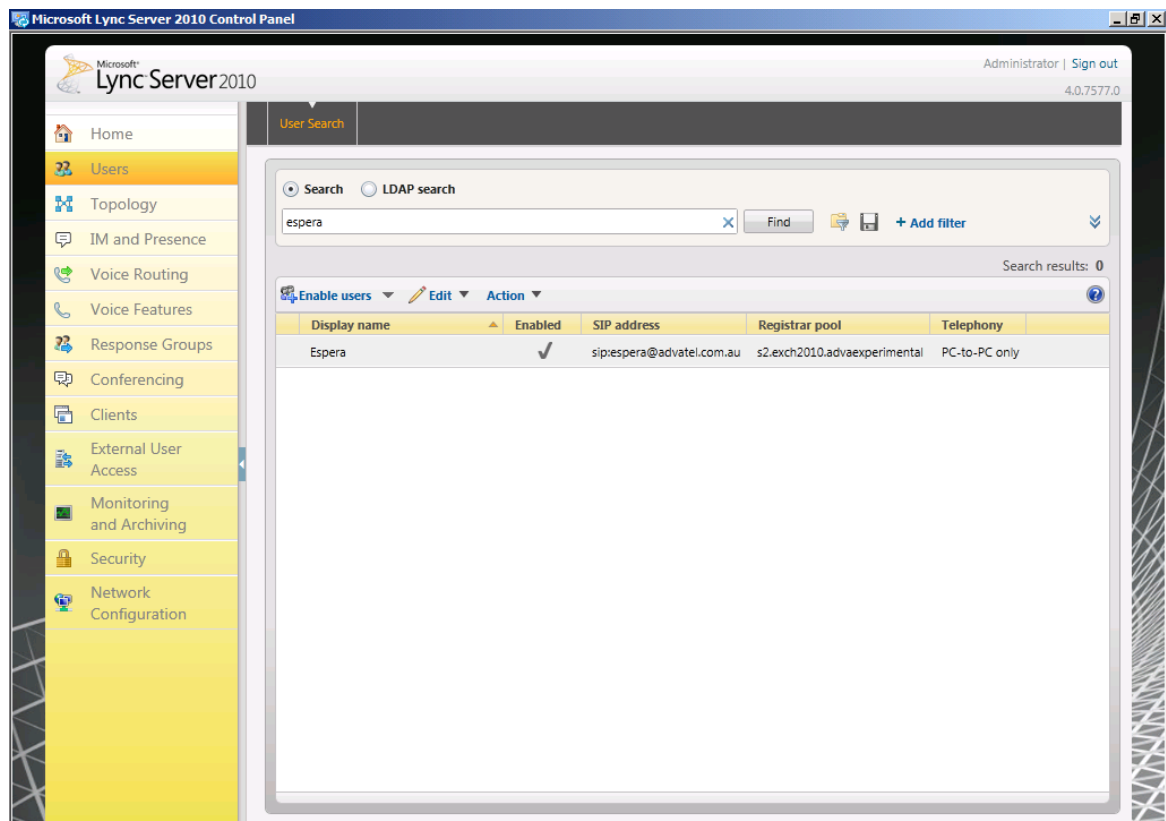 Microsoft Lync Server 2010 Control Panel
Microsoft®
Lync Server 2010
Administrator | Sign out
4.0.7577.0
Home
Users
Topology
IM and Presence
Voice Routing
Voice Features
Response Groups
Conferencing
Clients
External User
Access
Monitoring
and Archiving
Security
Network
Configuration
User Search
Search LDAP search
espera
Find
+ Add filter
Search results: 0
Enable users Edit Action
Display name Enabled SIP address Registrar pool Telephony
Espera sip:espera@advatel.com.au s2.exch2010.advaexperimental PC-to-PC only